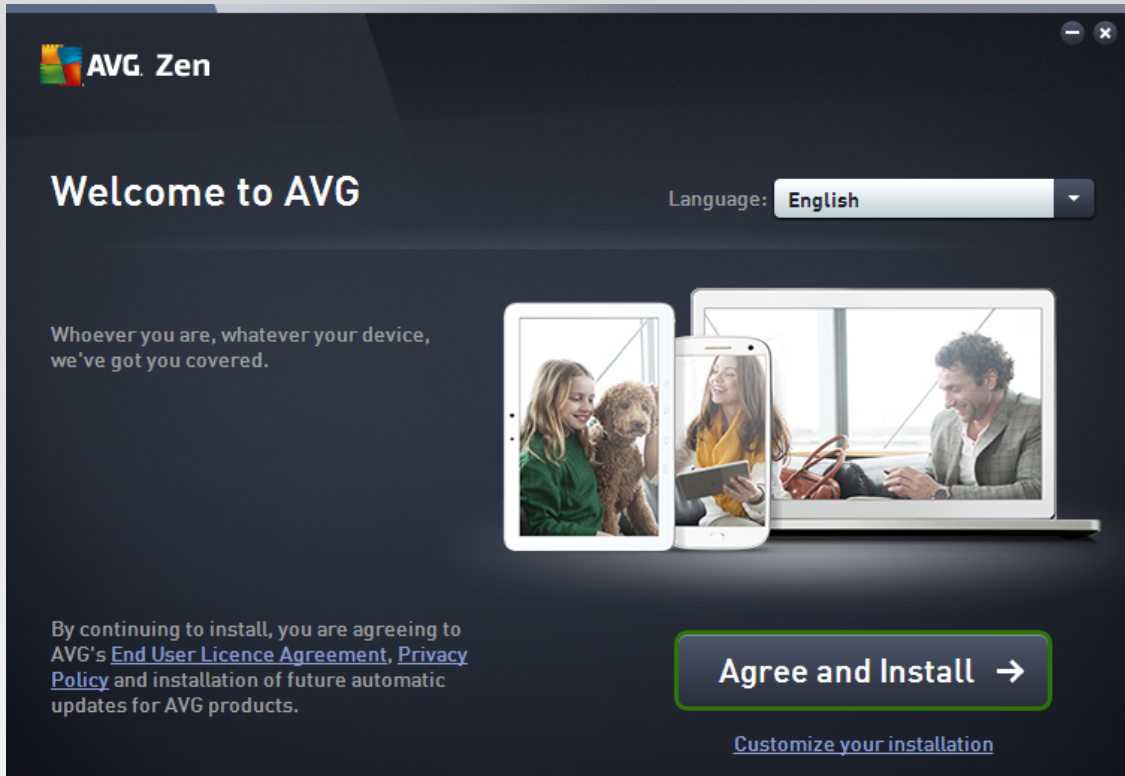 AVG. Zen
Welcome to AVG
Language: English
Whoever you are, whatever your device,
we've got you covered.
By continuing to install, you are agreeing to
AVG's End User Licence Agreement, Privacy
Policy and installation of future automatic
updates for AVG products.
Agree and Install →
Customize your installation